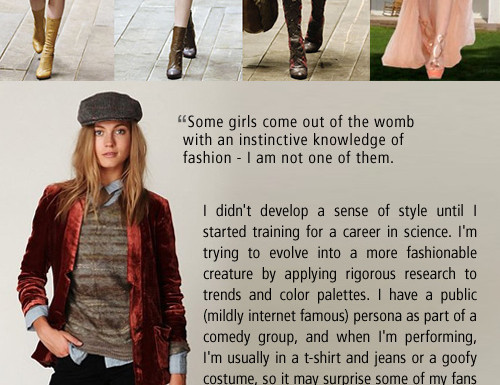 “Some girls come out of the womb
with an instinctive knowledge of
fashion - I am not one of them.
I didn't develop a sense of style until I
started training for a career in science. I'm
trying to evolve into a more fashionable
creature by applying rigorous research to
trends and color palettes. I have a public
(mildly internet famous) persona as part of a
comedy group, and when I'm performing,
I'm usually in a t-shirt and jeans or a goofy
costume, so it may surprise some of my fans